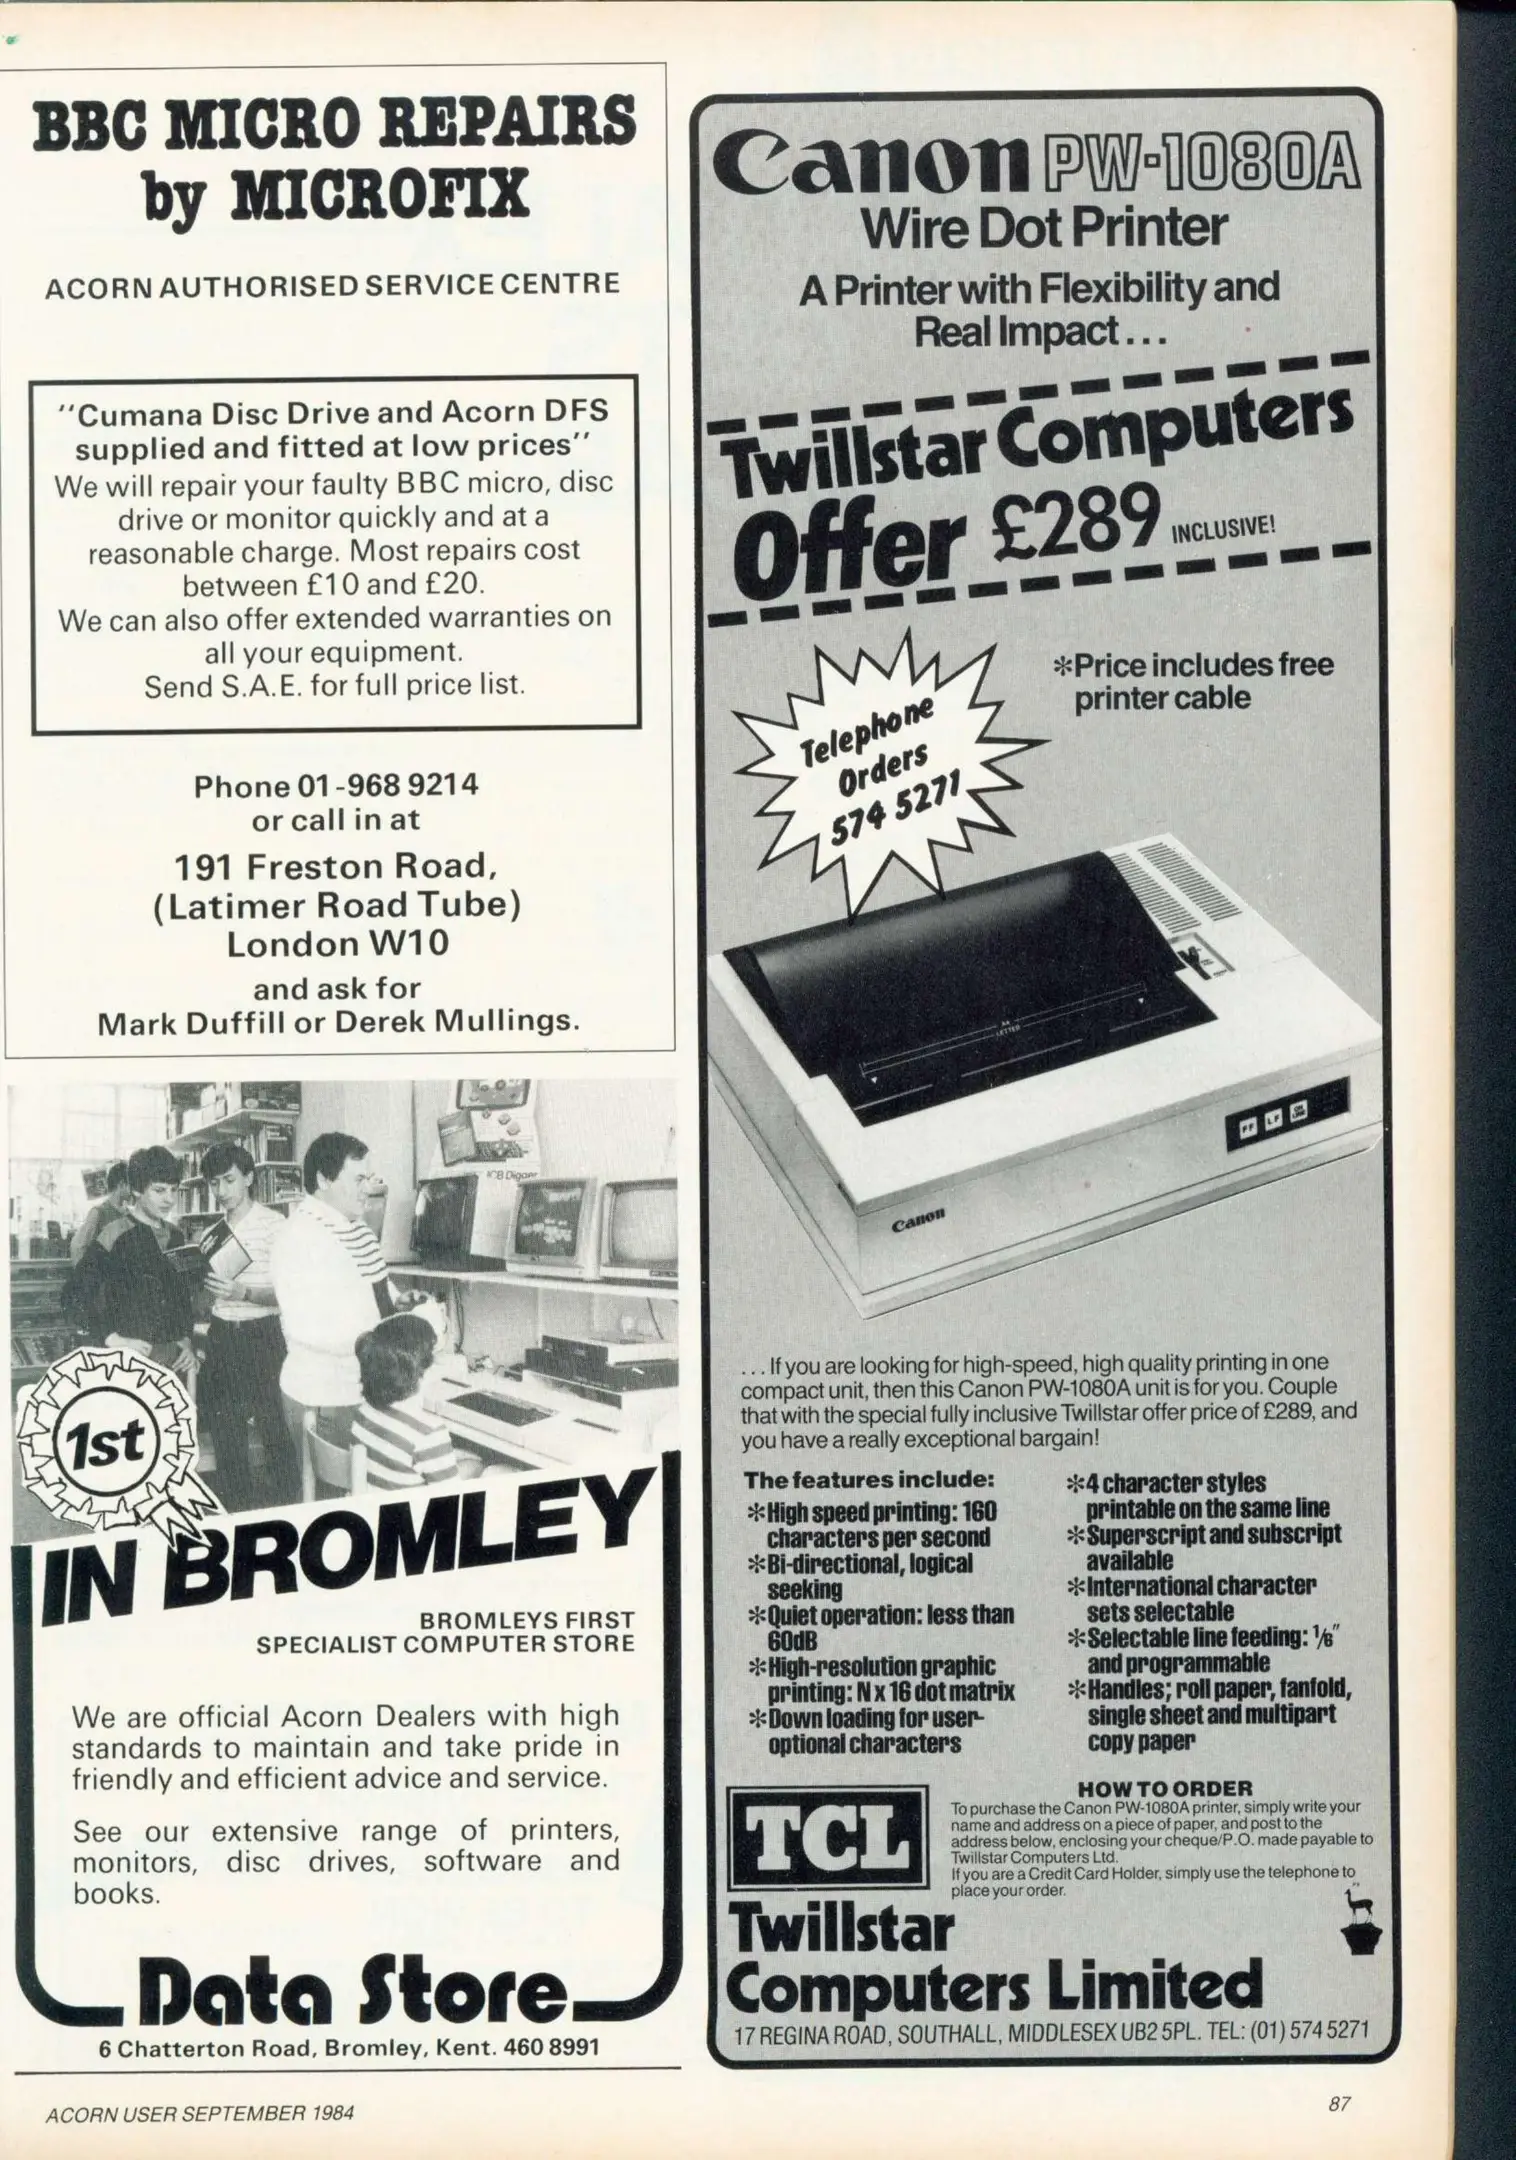 BBC MICRO REPAIRS
by MICROFIX
ACORN AUTHORISED SERVICE CENTRE
"Cumana Disc Drive and Acorn DFS
supplied and fitted at low prices"
We will repair your faulty BBC micro, disc
drive or monitor quickly and at a
reasonable charge. Most repairs cost
between £10 and £20.
We can also offer extended warranties on
all your equipment.
Send S.A.E. for full price list.
Phone 01-968 9214
or call in at
191 Freston Road,
(Latimer Road Tube)
London W10
and ask for
Mark Duffill or Derek Mullings.
1st
IN BROMLEY
BROMLEYS FIRST
SPECIALIST COMPUTER STORE
We are official Acorn Dealers with high
standards to maintain and take pride in
friendly and efficient advice and service.
See our extensive range of printers,
monitors, disc drives, software and
books.
Data Store
6 Chatterton Road, Bromley, Kent. 460 8991
Canon PW-1080A
Wire Dot Printer
A Printer with Flexibility and
Real Impact...
Twillstar Computers
Offer £289 INCLUSIVE!
*Price includes free
printer cable
Telephone
Orders
574 5271
A4
LETTER
FF LF ON LINE
Canon
...If you are looking for high-speed, high quality printing in one
compact unit, then this Canon PW-1080A unit is for you. Couple
that with the special fully inclusive Twillstar offer price of £289, and
you have a really exceptional bargain!
The features include:
*High speed printing: 160
characters per second
*Bi-directional, logical
seeking
*Quiet operation: less than
60dB
*High-resolution graphic
printing: N x 16 dot matrix
*Down loading for user-
optional characters
*4 character styles
printable on the same line
*Superscript and subscript
available
*International character
sets selectable
*Selectable line feeding: 1/6"
and programmable
*Handles; roll paper, fanfold,
single sheet and multipart
copy paper
TCL
HOW TO ORDER
To purchase the Canon PW-1080A printer, simply write your
name and address on a piece of paper, and post to the
address below, enclosing your cheque/P.O. made payable to
Twillstar Computers Ltd.
If you are a Credit Card Holder, simply use the telephone to
place your order.
Twillstar
Computers Limited
17 REGINA ROAD, SOUTHALL, MIDDLESEX UB2 5PL. TEL: (01) 574 5271
ACORN USER SEPTEMBER 1984
87